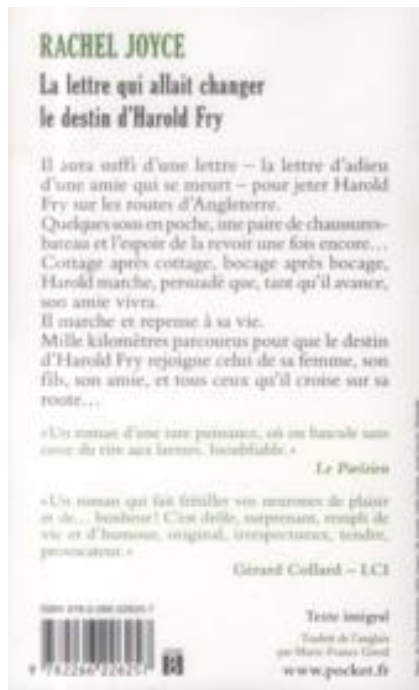 RACHEL JOYCE
La lettre qui allait changer
le destin d'Harold Fry
Il aura suffi d'une lettre – la lettre d'adieu
d'une amie qui se meurt – pour jeter Harold
Fry sur les routes d'Angleterre.
Quelques sous en poche, une paire de chaussures-
bateau et l'espoir de la revoir une fois encore…
Cottage après cottage, bocage après bocage,
Harold marche, persuadé que, tant qu'il avance,
son amie vivra.
Il marche et repense à sa vie.
Mille kilomètres parcourus pour que le destin
d'Harold Fry rejoigne celui de sa femme, son
fils, son amie, et tous ceux qu'il croise sur sa
route…
«Un roman d'une rare puissance, où on bascule sans
cesse du rire aux larmes. Inoubliable.»
Le Parisien
«Un roman qui fait frétiller vos neurones de plaisir
et de… bonheur! C'est drôle, surprenant, rempli de
vie et d'humour, original, irrespectueux, tendre,
provocateur.»
Gérard Collard – LCI
Texte intégral
Traduit de l'anglais
par Marie-France Girod
9 782266 226257
www.pocket.fr